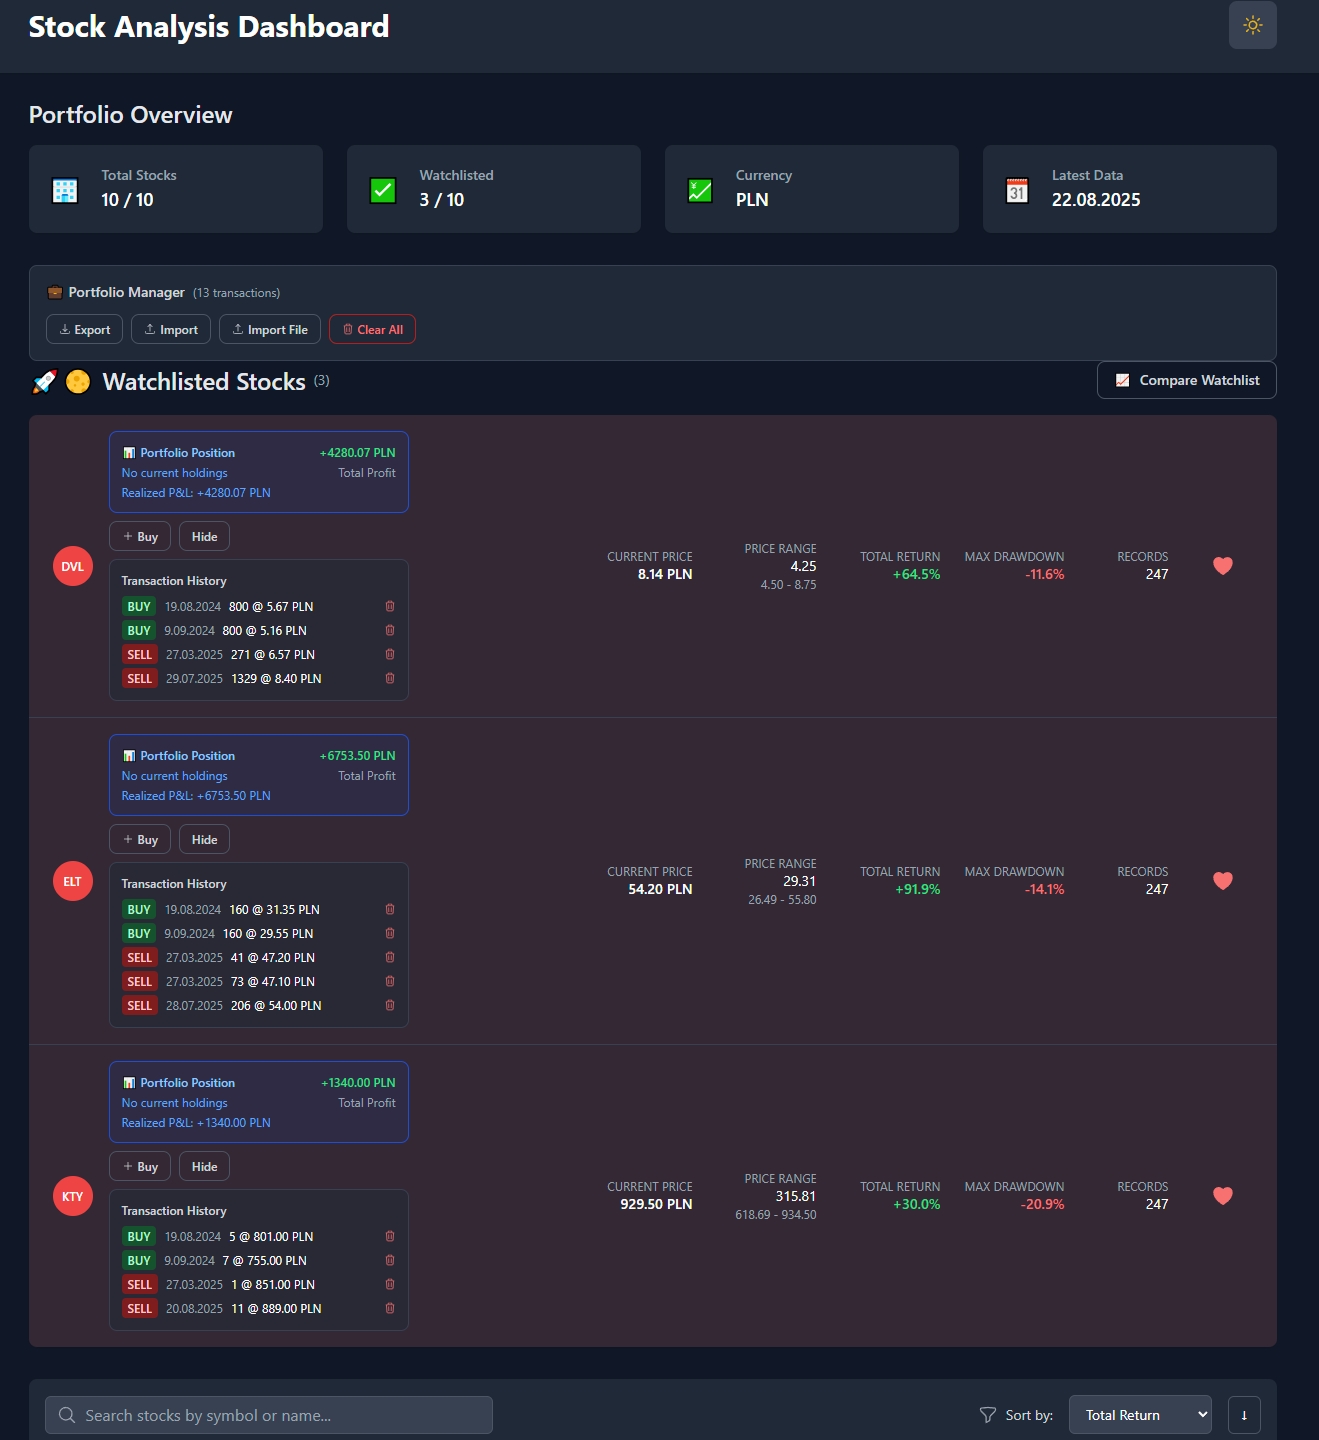 Stock Analysis Dashboard
Portfolio Overview
Total Stocks
10 / 10
Watchlisted
3 / 10
Currency
PLN
31
Latest Data
22.08.2025
Portfolio Manager (13 transactions)
Export Import Import File Clear All
Watchlisted Stocks (3)
Compare Watchlist
DVL
Portfolio Position +4280.07 PLN
No current holdings Total Profit
Realized P&L: +4280.07 PLN
+ Buy Hide
Transaction History
BUY 19.08.2024 800 @ 5.67 PLN
BUY 9.09.2024 800 @ 5.16 PLN
SELL 27.03.2025 271 @ 6.57 PLN
SELL 29.07.2025 1329 @ 8.40 PLN
CURRENT PRICE
8.14 PLN
PRICE RANGE
4.25
4.50 - 8.75
TOTAL RETURN
+64.5%
MAX DRAWDOWN
-11.6%
RECORDS
247
ELT
Portfolio Position +6753.50 PLN
No current holdings Total Profit
Realized P&L: +6753.50 PLN
+ Buy Hide
Transaction History
BUY 19.08.2024 160 @ 31.35 PLN
BUY 9.09.2024 160 @ 29.55 PLN
SELL 27.03.2025 41 @ 47.20 PLN
SELL 27.03.2025 73 @ 47.10 PLN
SELL 28.07.2025 206 @ 54.00 PLN
CURRENT PRICE
54.20 PLN
PRICE RANGE
29.31
26.49 - 55.80
TOTAL RETURN
+91.9%
MAX DRAWDOWN
-14.1%
RECORDS
247
KTY
Portfolio Position +1340.00 PLN
No current holdings Total Profit
Realized P&L: +1340.00 PLN
+ Buy Hide
Transaction History
BUY 19.08.2024 5 @ 801.00 PLN
BUY 9.09.2024 7 @ 755.00 PLN
SELL 27.03.2025 1 @ 851.00 PLN
SELL 20.08.2025 11 @ 889.00 PLN
CURRENT PRICE
929.50 PLN
PRICE RANGE
315.81
618.69 - 934.50
TOTAL RETURN
+30.0%
MAX DRAWDOWN
-20.9%
RECORDS
247
Search stocks by symbol or name...
Sort by: Total Return ↓